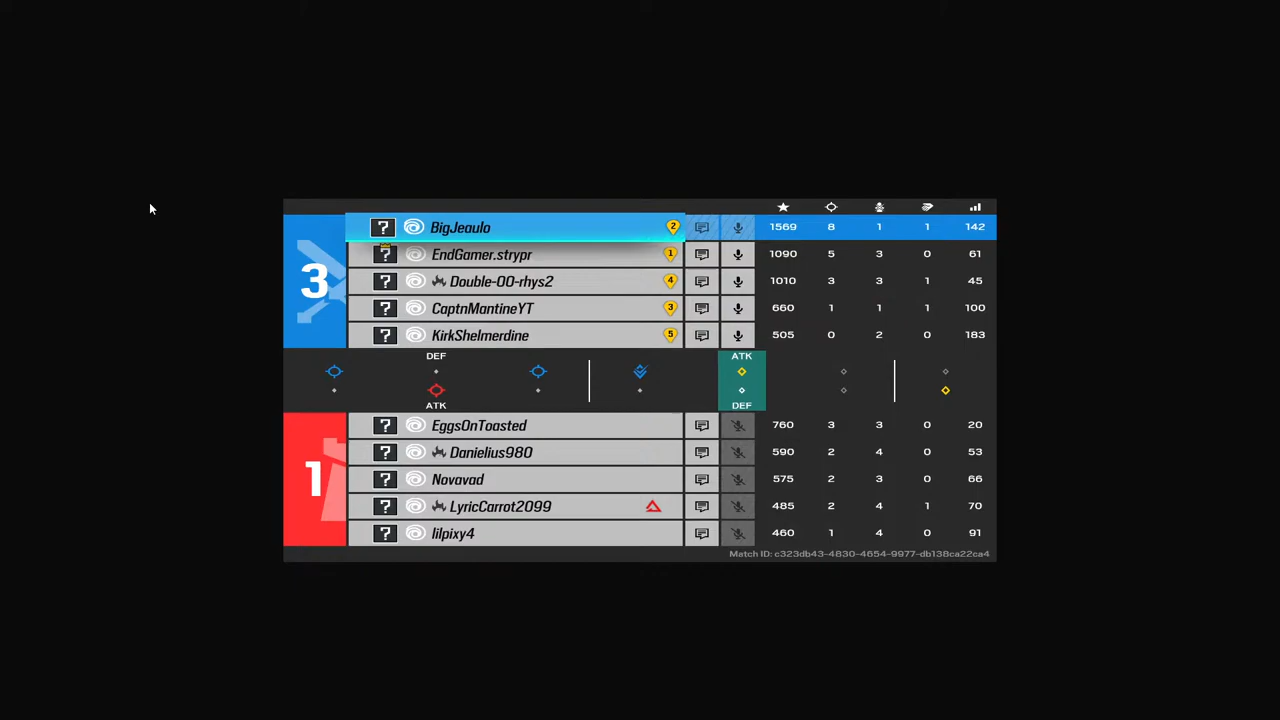 ? BigJeaulo 2 1569 8 1 1 142
? EndGamer.strypr 1 1090 5 3 0 61
3
? Double-OO-rhys2 4 1010 3 3 1 45
? CaptnMantineYT 3 660 1 1 1 100
? KirkShelmerdine 5 505 0 2 0 183
DEF ATK
ATK DEF
? EggsOnToasted 760 3 3 0 20
? Danielius980 590 2 4 0 53
1
? Novavad 575 2 3 0 66
? LyricCarrot2099 485 2 4 1 70
? lilpixy4 460 1 4 0 91
Match ID: c323db43-4830-4654-9977-db138ca22ca4